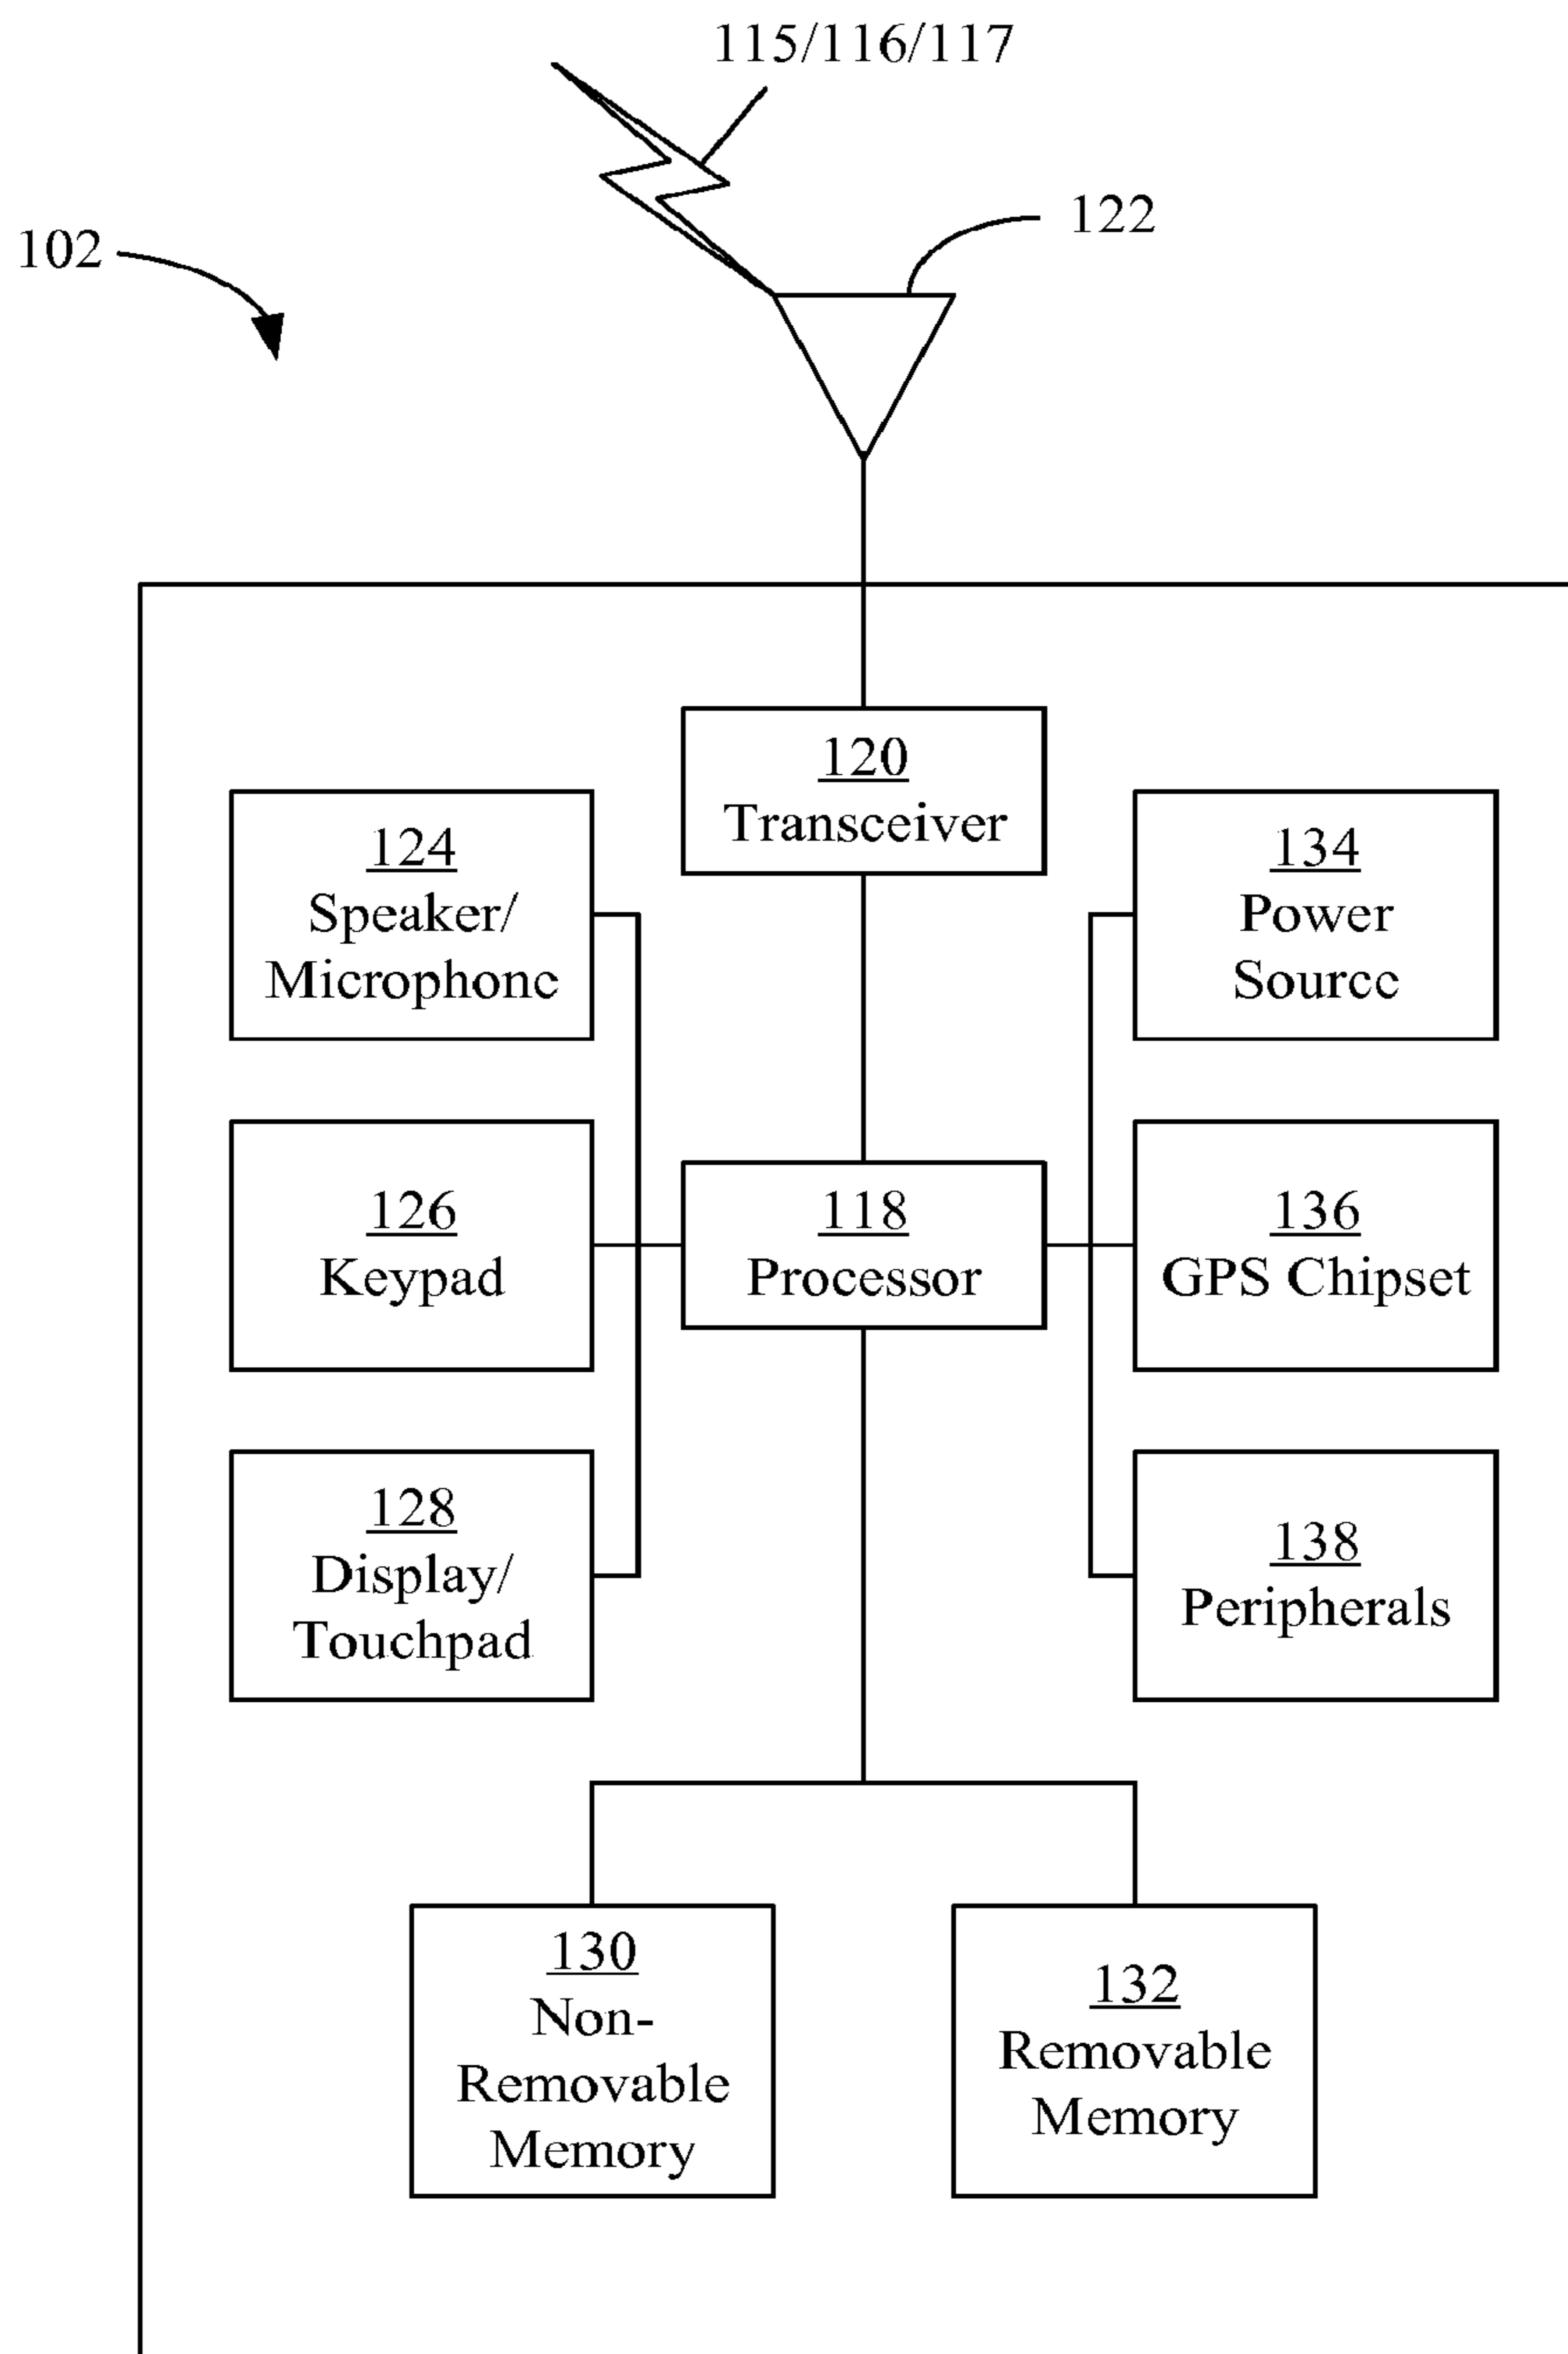 115/116/117
122
102
120
Transceiver
124
Speaker/
Microphone
134
Power
Source
126
Keypad
118
Processor
136
GPS Chipset
128
Display/
Touchpad
138
Peripherals
130
Non-
Removable
Memory
132
Removable
Memory